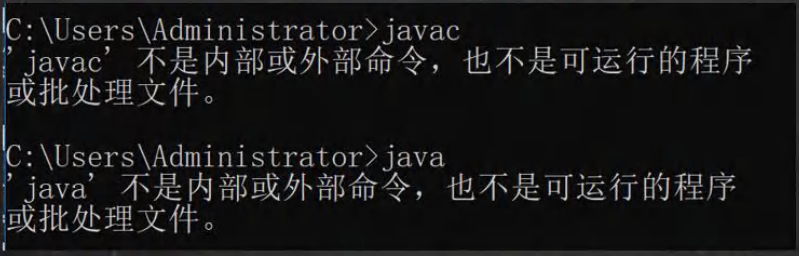 C:\Users\Administrator>javac
'javac' 不是内部或外部命令，也不是可运行的程序
或批处理文件。
C:\Users\Administrator>java
'java' 不是内部或外部命令，也不是可运行的程序
或批处理文件。